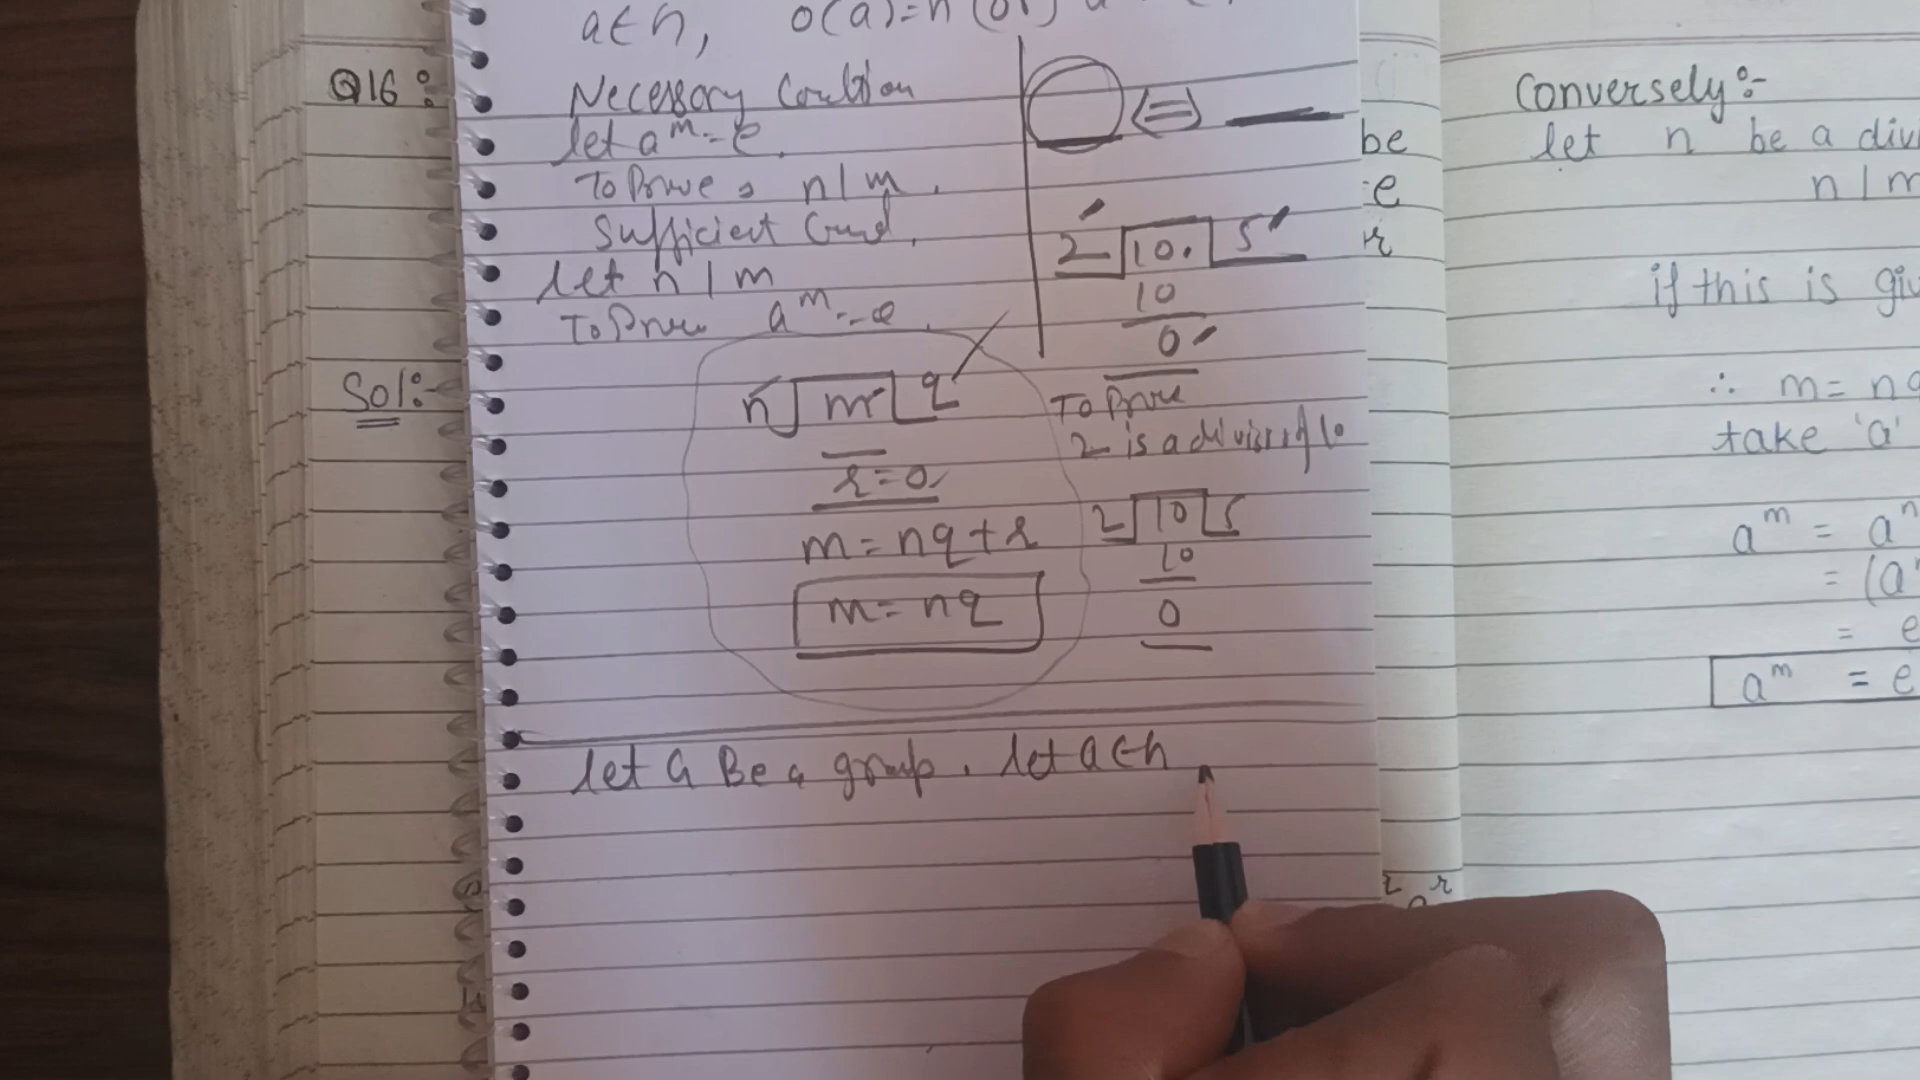 Q16:
Sol:-
a∈G, o(a)=n (or)
Necessary Condition
let a^m = e.
To Prove: n|m.
Sufficient Cond.
let n|m
To Prove a^m = e.
n) m ( q
r=0
m = nq + r
m = nq
(=)
2 10. 5
10
0
To Prove
2 is a divisor of 10
2 10 5
10
0
let G Be a group. let a∈G
be
e
r
Conversely:-
let n be a div
n|m
if this is giv
∴ m = nq
take 'a'
a^m = a^n
= (a^n
= e
a^m = e